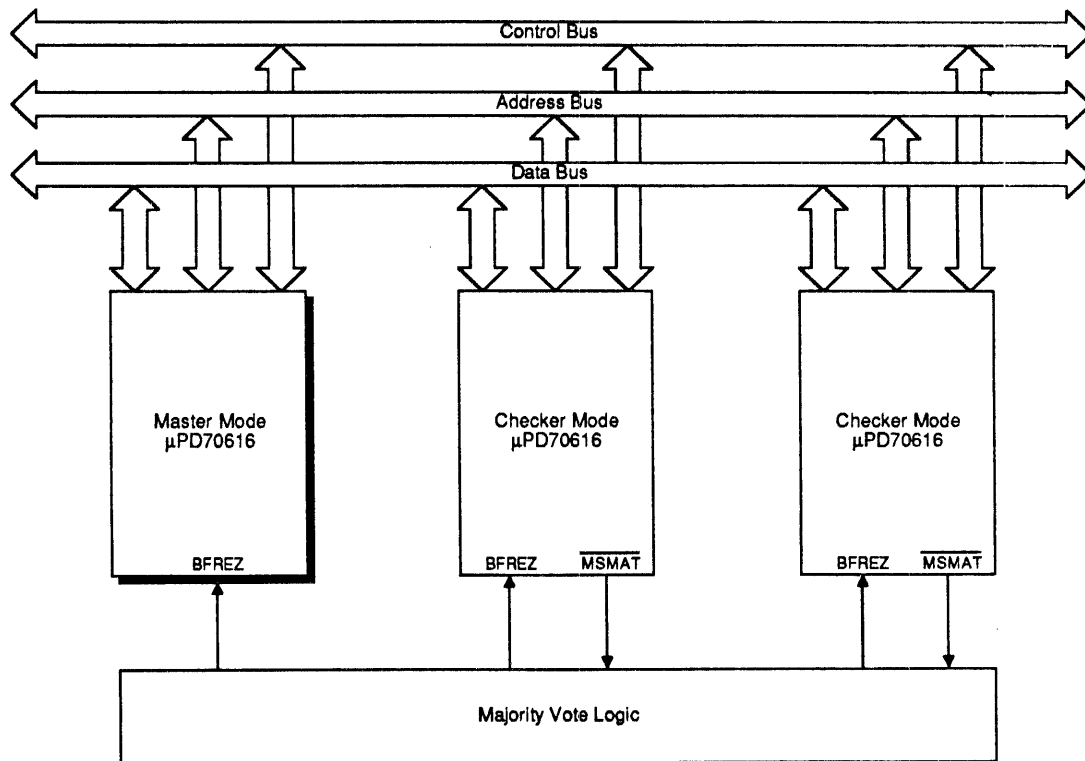 Control Bus
Address Bus
Data Bus
Master Mode
μPD70616
BFREZ
Checker Mode
μPD70616
BFREZ MSMAT
Checker Mode
μPD70616
BFREZ MSMAT
Majority Vote Logic